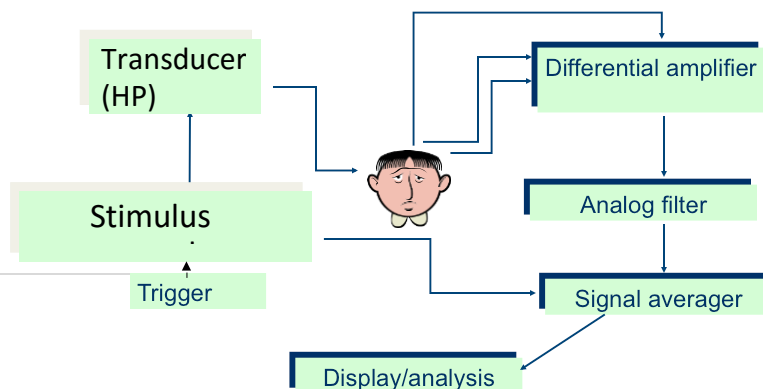 Transducer
(HP)
Differential amplifier
Stimulus
Analog filter
Trigger
Signal averager
Display/analysis